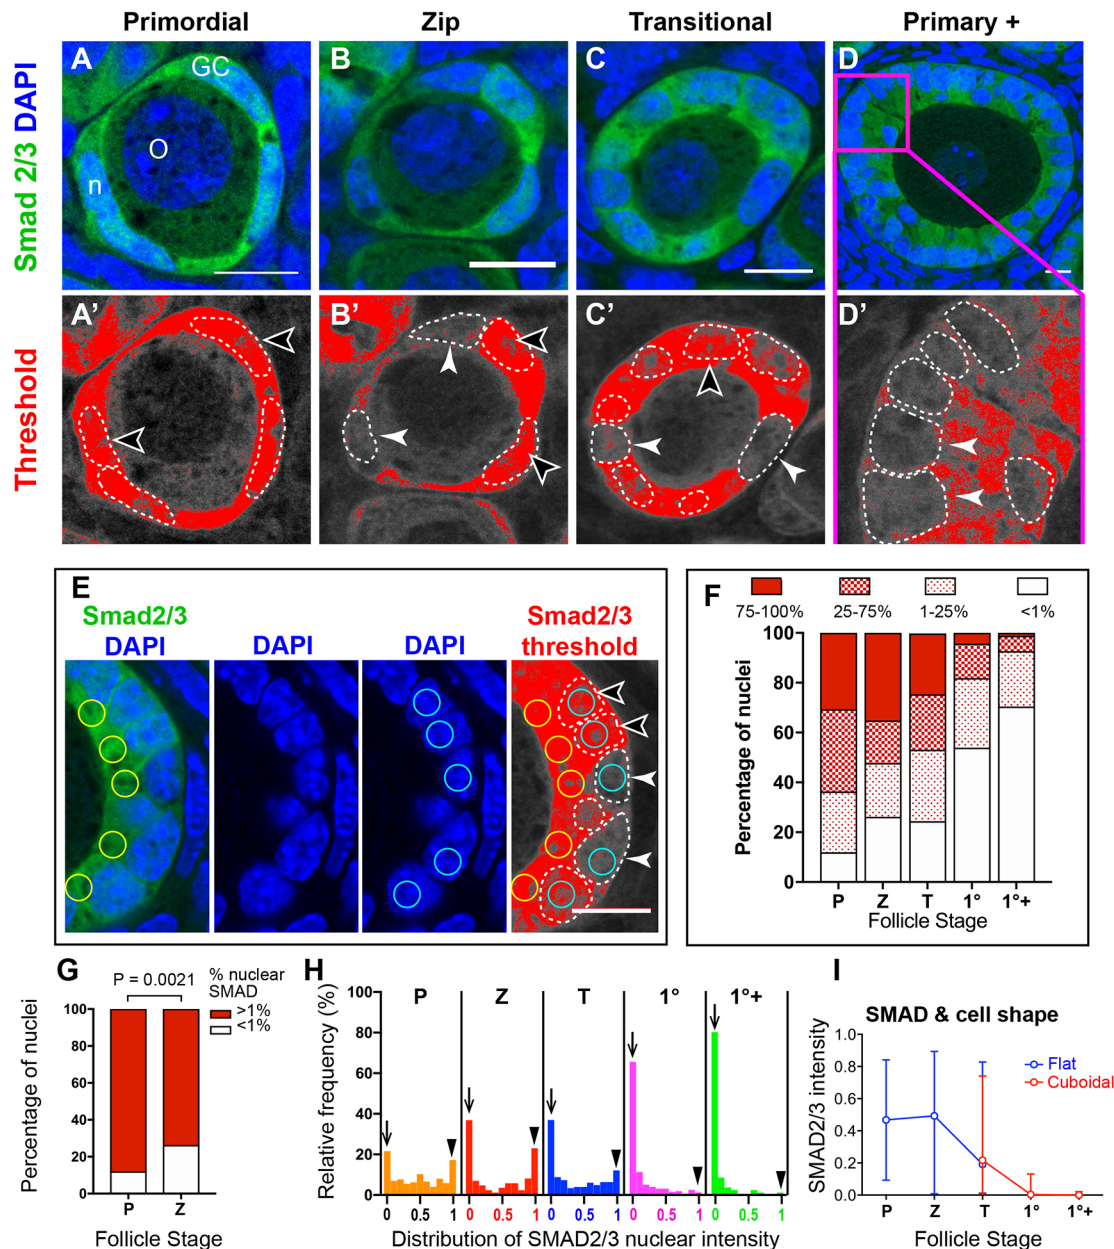 Primordial
Zip
Transitional
Primary +
Smad 2/3 DAPI
A
GC
O
n
B
C
D
Threshold
A’
B’
C’
D’
E
Smad2/3
DAPI
DAPI
DAPI
Smad2/3
threshold
F
75-100%
25-75%
1-25%
<1%
Percentage of nuclei
100
80
60
40
20
0
P
Z
T
1°
1°+
Follicle Stage
G
P = 0.0021
% nuclear
SMAD
>1%
<1%
Percentage of nuclei
100
80
60
40
20
0
P
Z
Follicle Stage
H
P
Z
T
1°
1°+
Relative frequency (%)
100
80
60
40
20
0
0 0.5 1
0 0.5 1
0 0.5 1
0 0.5 1
0 0.5 1
Distribution of SMAD2/3 nuclear intensity
I
SMAD & cell shape
Flat
Cuboidal
SMAD2/3 intensity
1.0
0.8
0.6
0.4
0.2
0.0
P
Z
T
1°
1°+
Follicle Stage